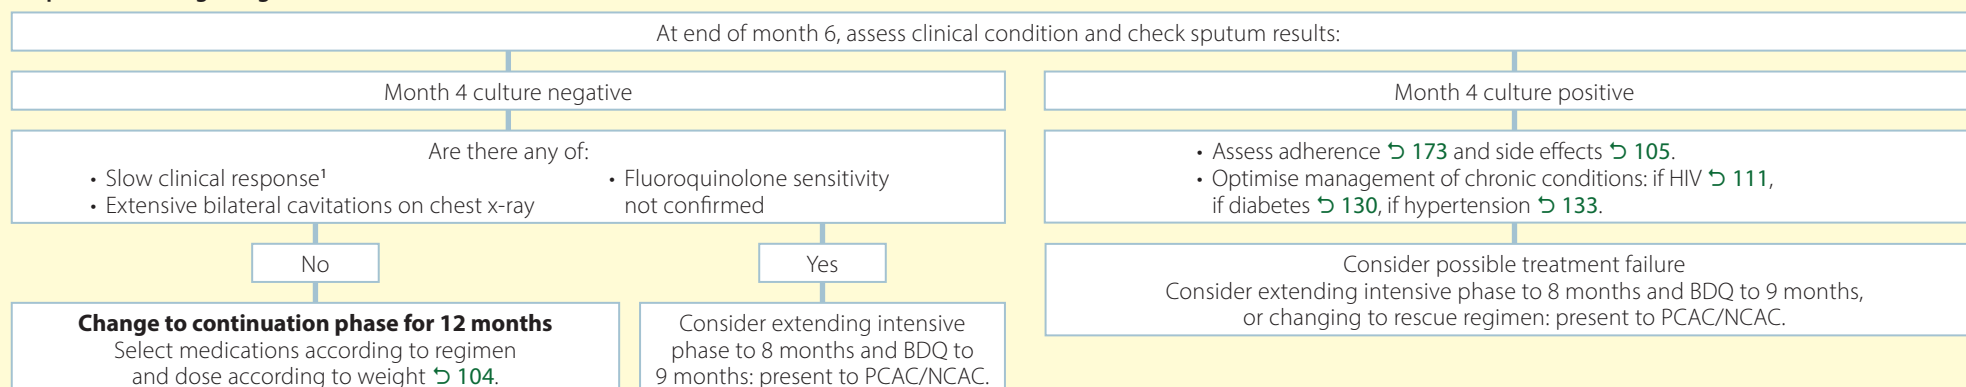 At end of month 6, assess clinical condition and check sputum results:
Month 4 culture negative
Are there any of:
• Slow clinical response¹
• Extensive bilateral cavitations on chest x-ray
• Fluoroquinolone sensitivity
not confirmed
No
Change to continuation phase for 12 months
Select medications according to regimen
and dose according to weight ⮌ 104.
Yes
Consider extending intensive
phase to 8 months and BDQ to
9 months: present to PCAC/NCAC.
Month 4 culture positive
• Assess adherence ⮌ 173 and side effects ⮌ 105.
• Optimise management of chronic conditions: if HIV ⮌ 111,
if diabetes ⮌ 130, if hypertension ⮌ 133.
Consider possible treatment failure
Consider extending intensive phase to 8 months and BDQ to 9 months,
or changing to rescue regimen: present to PCAC/NCAC.